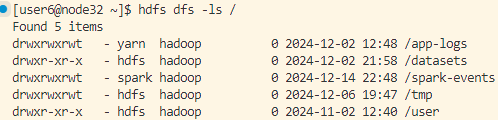 [user6@node32 ~]$ hdfs dfs -ls /
Found 5 items
drwxrwxrwt   - yarn  hadoop          0 2024-12-02 12:48 /app-logs
drwxr-xr-x   - hdfs  hadoop          0 2024-12-02 21:58 /datasets
drwxrwxrwt   - spark hadoop          0 2024-12-14 22:48 /spark-events
drwxrwxrwt   - hdfs  hadoop          0 2024-12-06 19:47 /tmp
drwxr-xr-x   - hdfs  hadoop          0 2024-11-02 12:40 /user